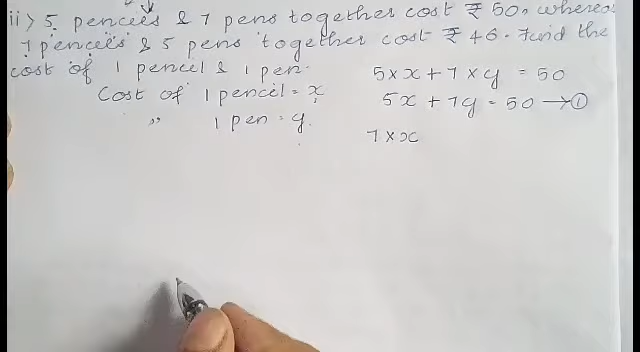 ii > 5 pencils & 7 pens together cost ₹ 50, whereas
7 pencils & 5 pens together cost ₹ 46. Find the
cost of 1 pencil & 1 pen.
5 × x + 7 × y = 50
Cost of 1 pencil = x
5x + 7y = 50 → ①
〃 1 pen = y.
7 × x